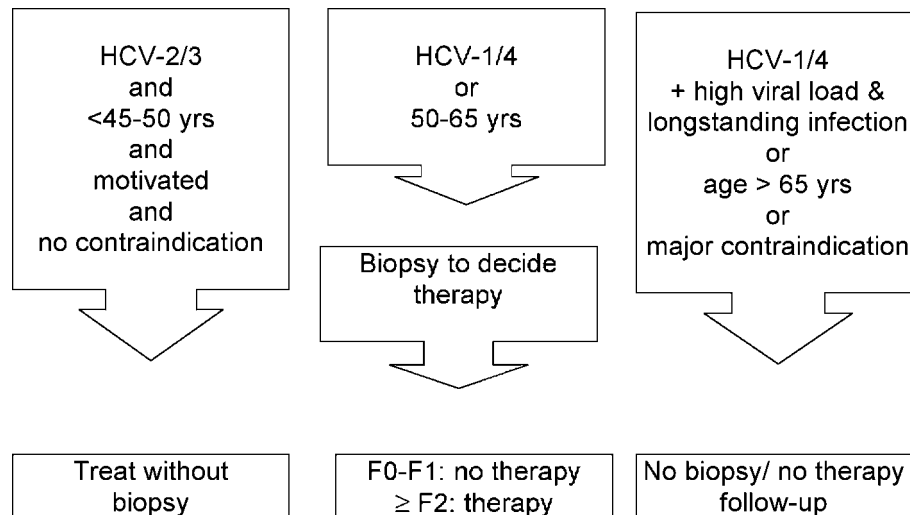 HCV-2/3
and
<45-50 yrs
and
motivated
and
no contraindication
Treat without
biopsy
HCV-1/4
or
50-65 yrs
Biopsy to decide
therapy
F0-F1: no therapy
≥ F2: therapy
HCV-1/4
+ high viral load &
longstanding infection
or
age > 65 yrs
or
major contraindication
No biopsy/ no therapy
follow-up